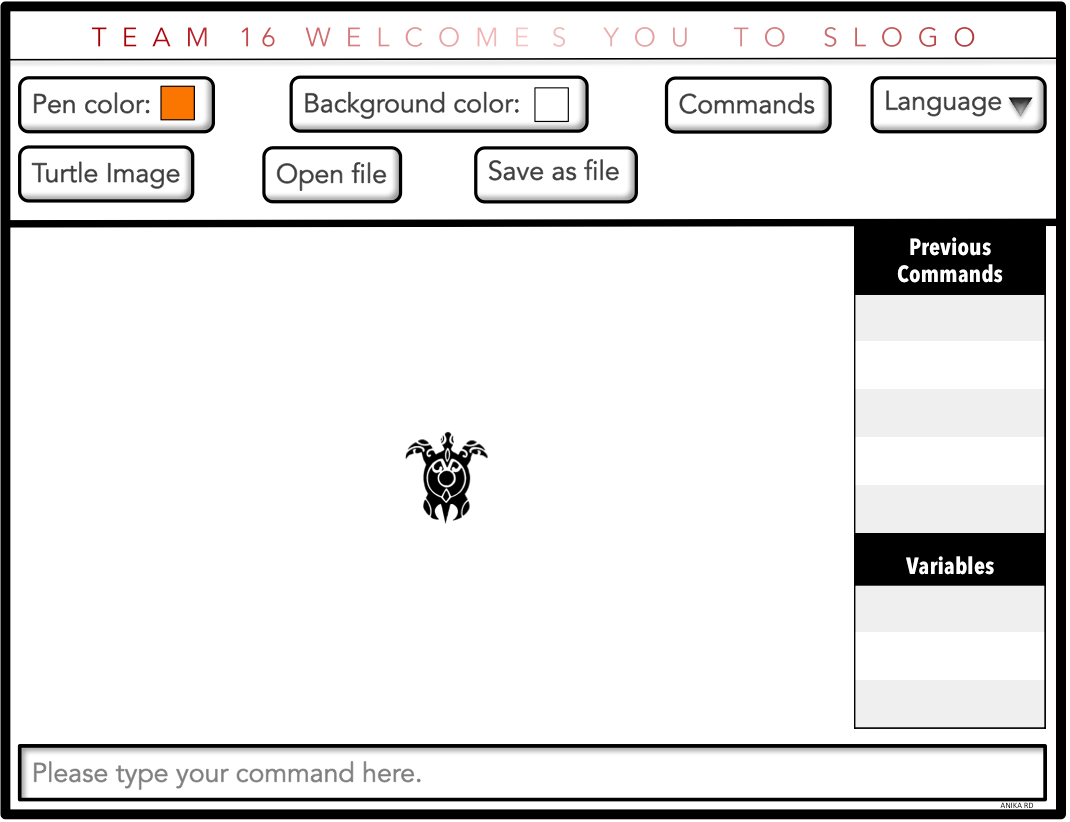 TEAM 16 WELCOMES YOU TO SLOGO
Pen color:
Background color:
Commands
Language
Turtle Image
Open file
Save as file
Previous
Commands
Variables
Please type your command here.
ANIKA RD